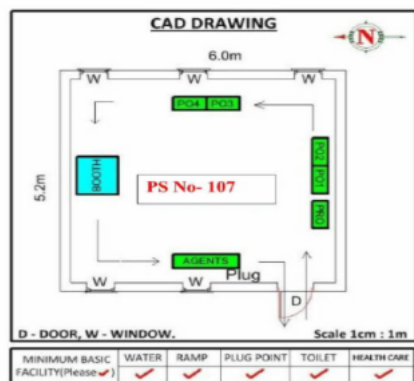 CAD DRAWING
N
6.0m
W W W
PO4 PO3
5.2m
BOOTH
PS No- 107
PO2 PO1
PRO
AGENTS
Plug
W W
D
D - DOOR, W - WINDOW. Scale 1cm : 1m
MINIMUM BASIC FACILITY(Please ✓) WATER RAMP PLUG POINT TOILET HEALTH CARE
✓ ✓ ✓ ✓ ✓